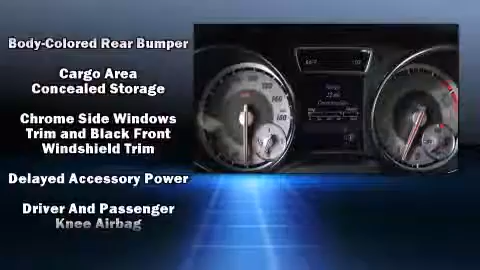 Body-Colored Rear Bumper
Cargo Area
Concealed Storage
Chrome Side Windows
Trim and Black Front
Windshield Trim
Delayed Accessory Power
Driver And Passenger
Knee Airbag